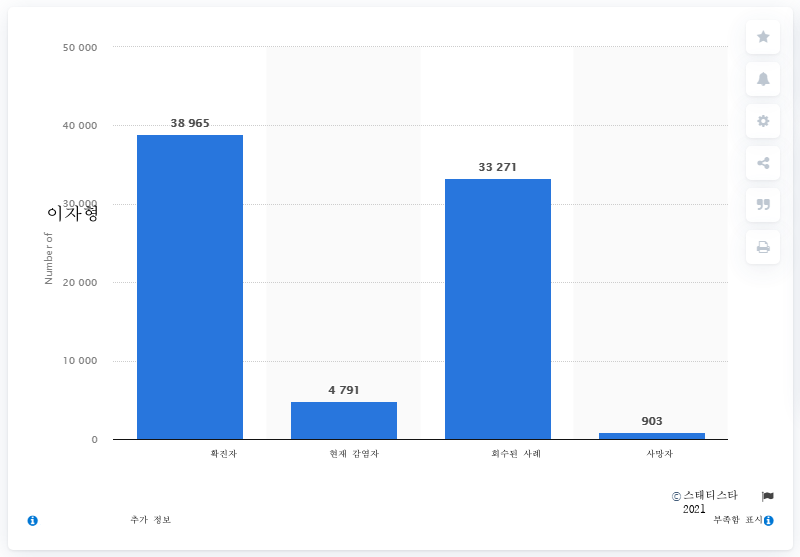 50 000
38 965
40 000
33 271
30 000
이자형
Number of
20 000
10 000
4 791
903
0
확진자
현재 감염자
회수된 사례
사망자
© 스태티스타
2021
추가 정보
부족함 표시